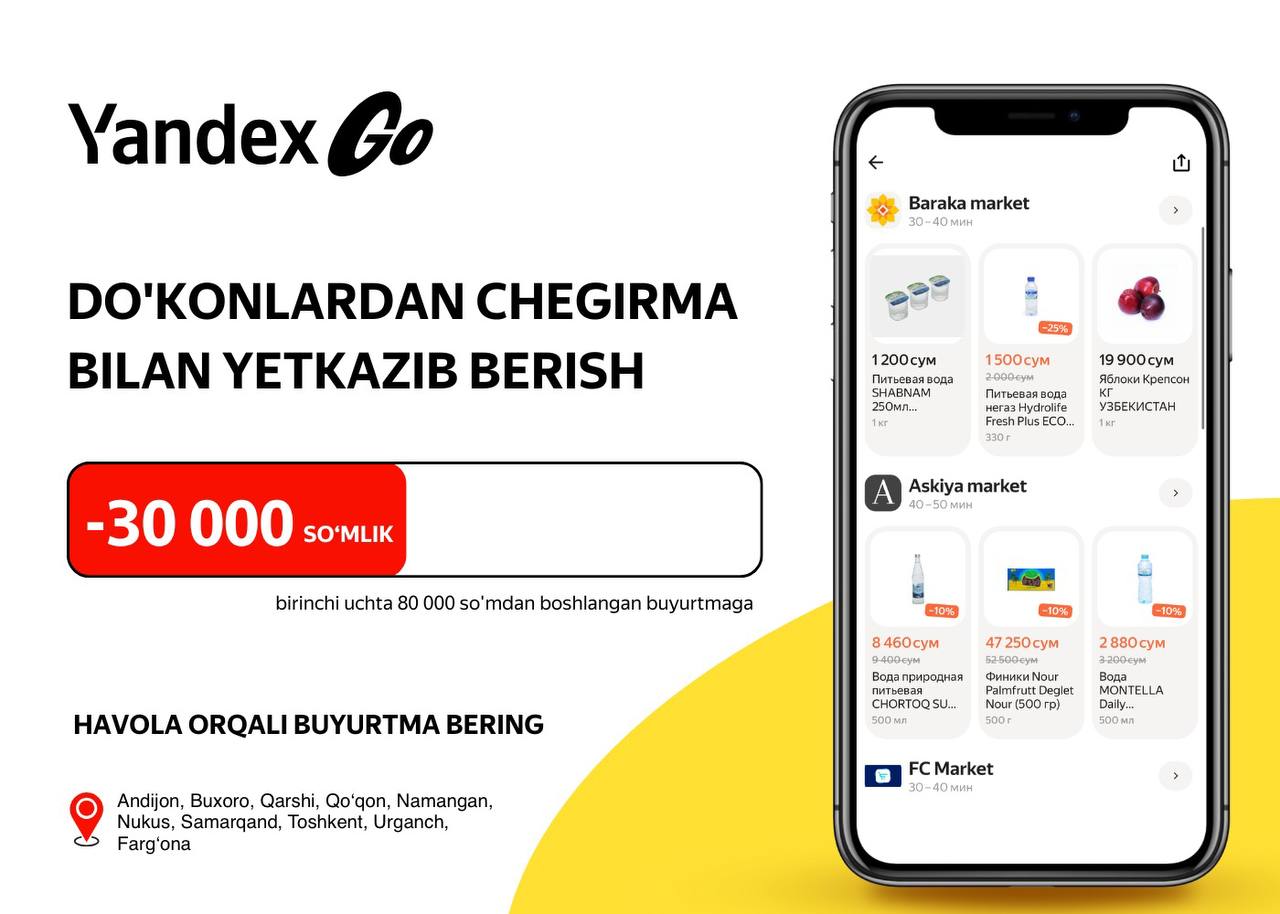 Yandex Go
DO'KONLARDAN CHEGIRMA
BILAN YETKAZIB BERISH
-30 000 SO‘MLIK
birinchi uchta 80 000 so'mdan boshlangan buyurtmaga
HAVOLA ORQALI BUYURTMA BERING
Andijon, Buxoro, Qarshi, Qo‘qon, Namangan,
Nukus, Samarqand, Toshkent, Urganch,
Farg‘ona
Baraka market
30–40 мин
-25%
1 200 сум
Питьевая вода
SHABNAM
250мл...
1 кг
1 500 сум
2 000 сум
Питьевая вода
негаз Hydrolife
Fresh Plus ECO...
330 г
19 900 сум
Яблоки Крепсон
КГ
УЗБЕКИСТАН
1 кг
A Askiya market
40–50 мин
-10%
-10%
-10%
8 460 сум
9 400 сум
Вода природная
питьевая
CHORTOQ SU...
500 мл
47 250 сум
52 500 сум
Финики Nour
Palmfrutt Deglet
Nour (500 гр)
500 г
2 880 сум
3 200 сум
Вода
MONTELLA
Daily...
500 мл
FC Market
30–40 мин